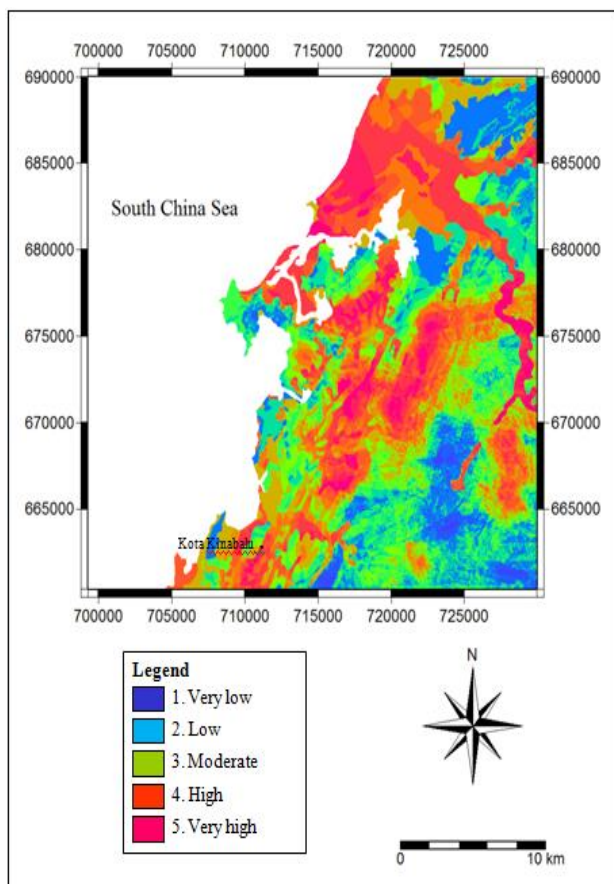 700000 705000 710000 715000 720000 725000
690000 690000
685000 685000
South China Sea
680000 680000
675000 675000
670000 670000
665000 665000
Kota Kinabalu
700000 705000 710000 715000 720000 725000
Legend
1. Very low
2. Low
3. Moderate
4. High
5. Very high
N
0 10 km